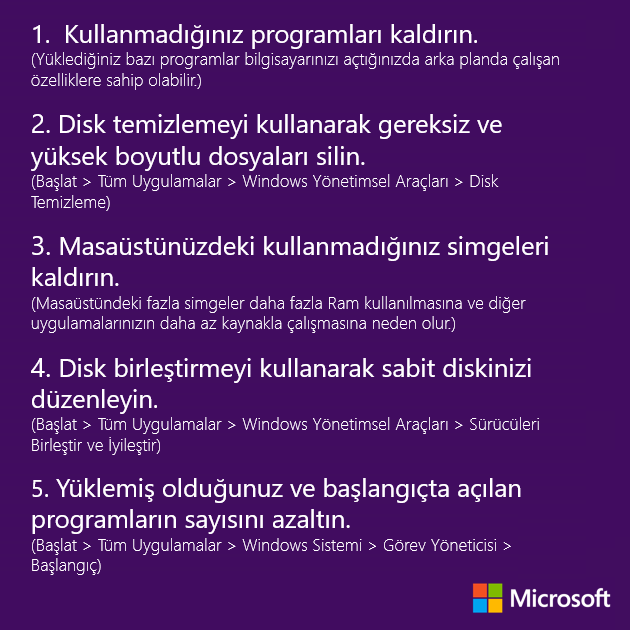 1.  Kullanmadığınız programları kaldırın.
(Yüklediğiniz bazı programlar bilgisayarınızı açtığınızda arka planda çalışan
özelliklere sahip olabilir.)
2. Disk temizlemeyi kullanarak gereksiz ve
yüksek boyutlu dosyaları silin.
(Başlat > Tüm Uygulamalar > Windows Yönetimsel Araçları > Disk
Temizleme)
3. Masaüstünüzdeki kullanmadığınız simgeleri
kaldırın.
(Masaüstündeki fazla simgeler daha fazla Ram kullanılmasına ve diğer
uygulamalarınızın daha az kaynakla çalışmasına neden olur.)
4. Disk birleştirmeyi kullanarak sabit diskinizi
düzenleyin.
(Başlat > Tüm Uygulamalar > Windows Yönetimsel Araçları > Sürücüleri
Birleştir ve İyileştir)
5. Yüklemiş olduğunuz ve başlangıçta açılan
programların sayısını azaltın.
(Başlat > Tüm Uygulamalar > Windows Sistemi > Görev Yöneticisi >
Başlangıç)
Microsoft